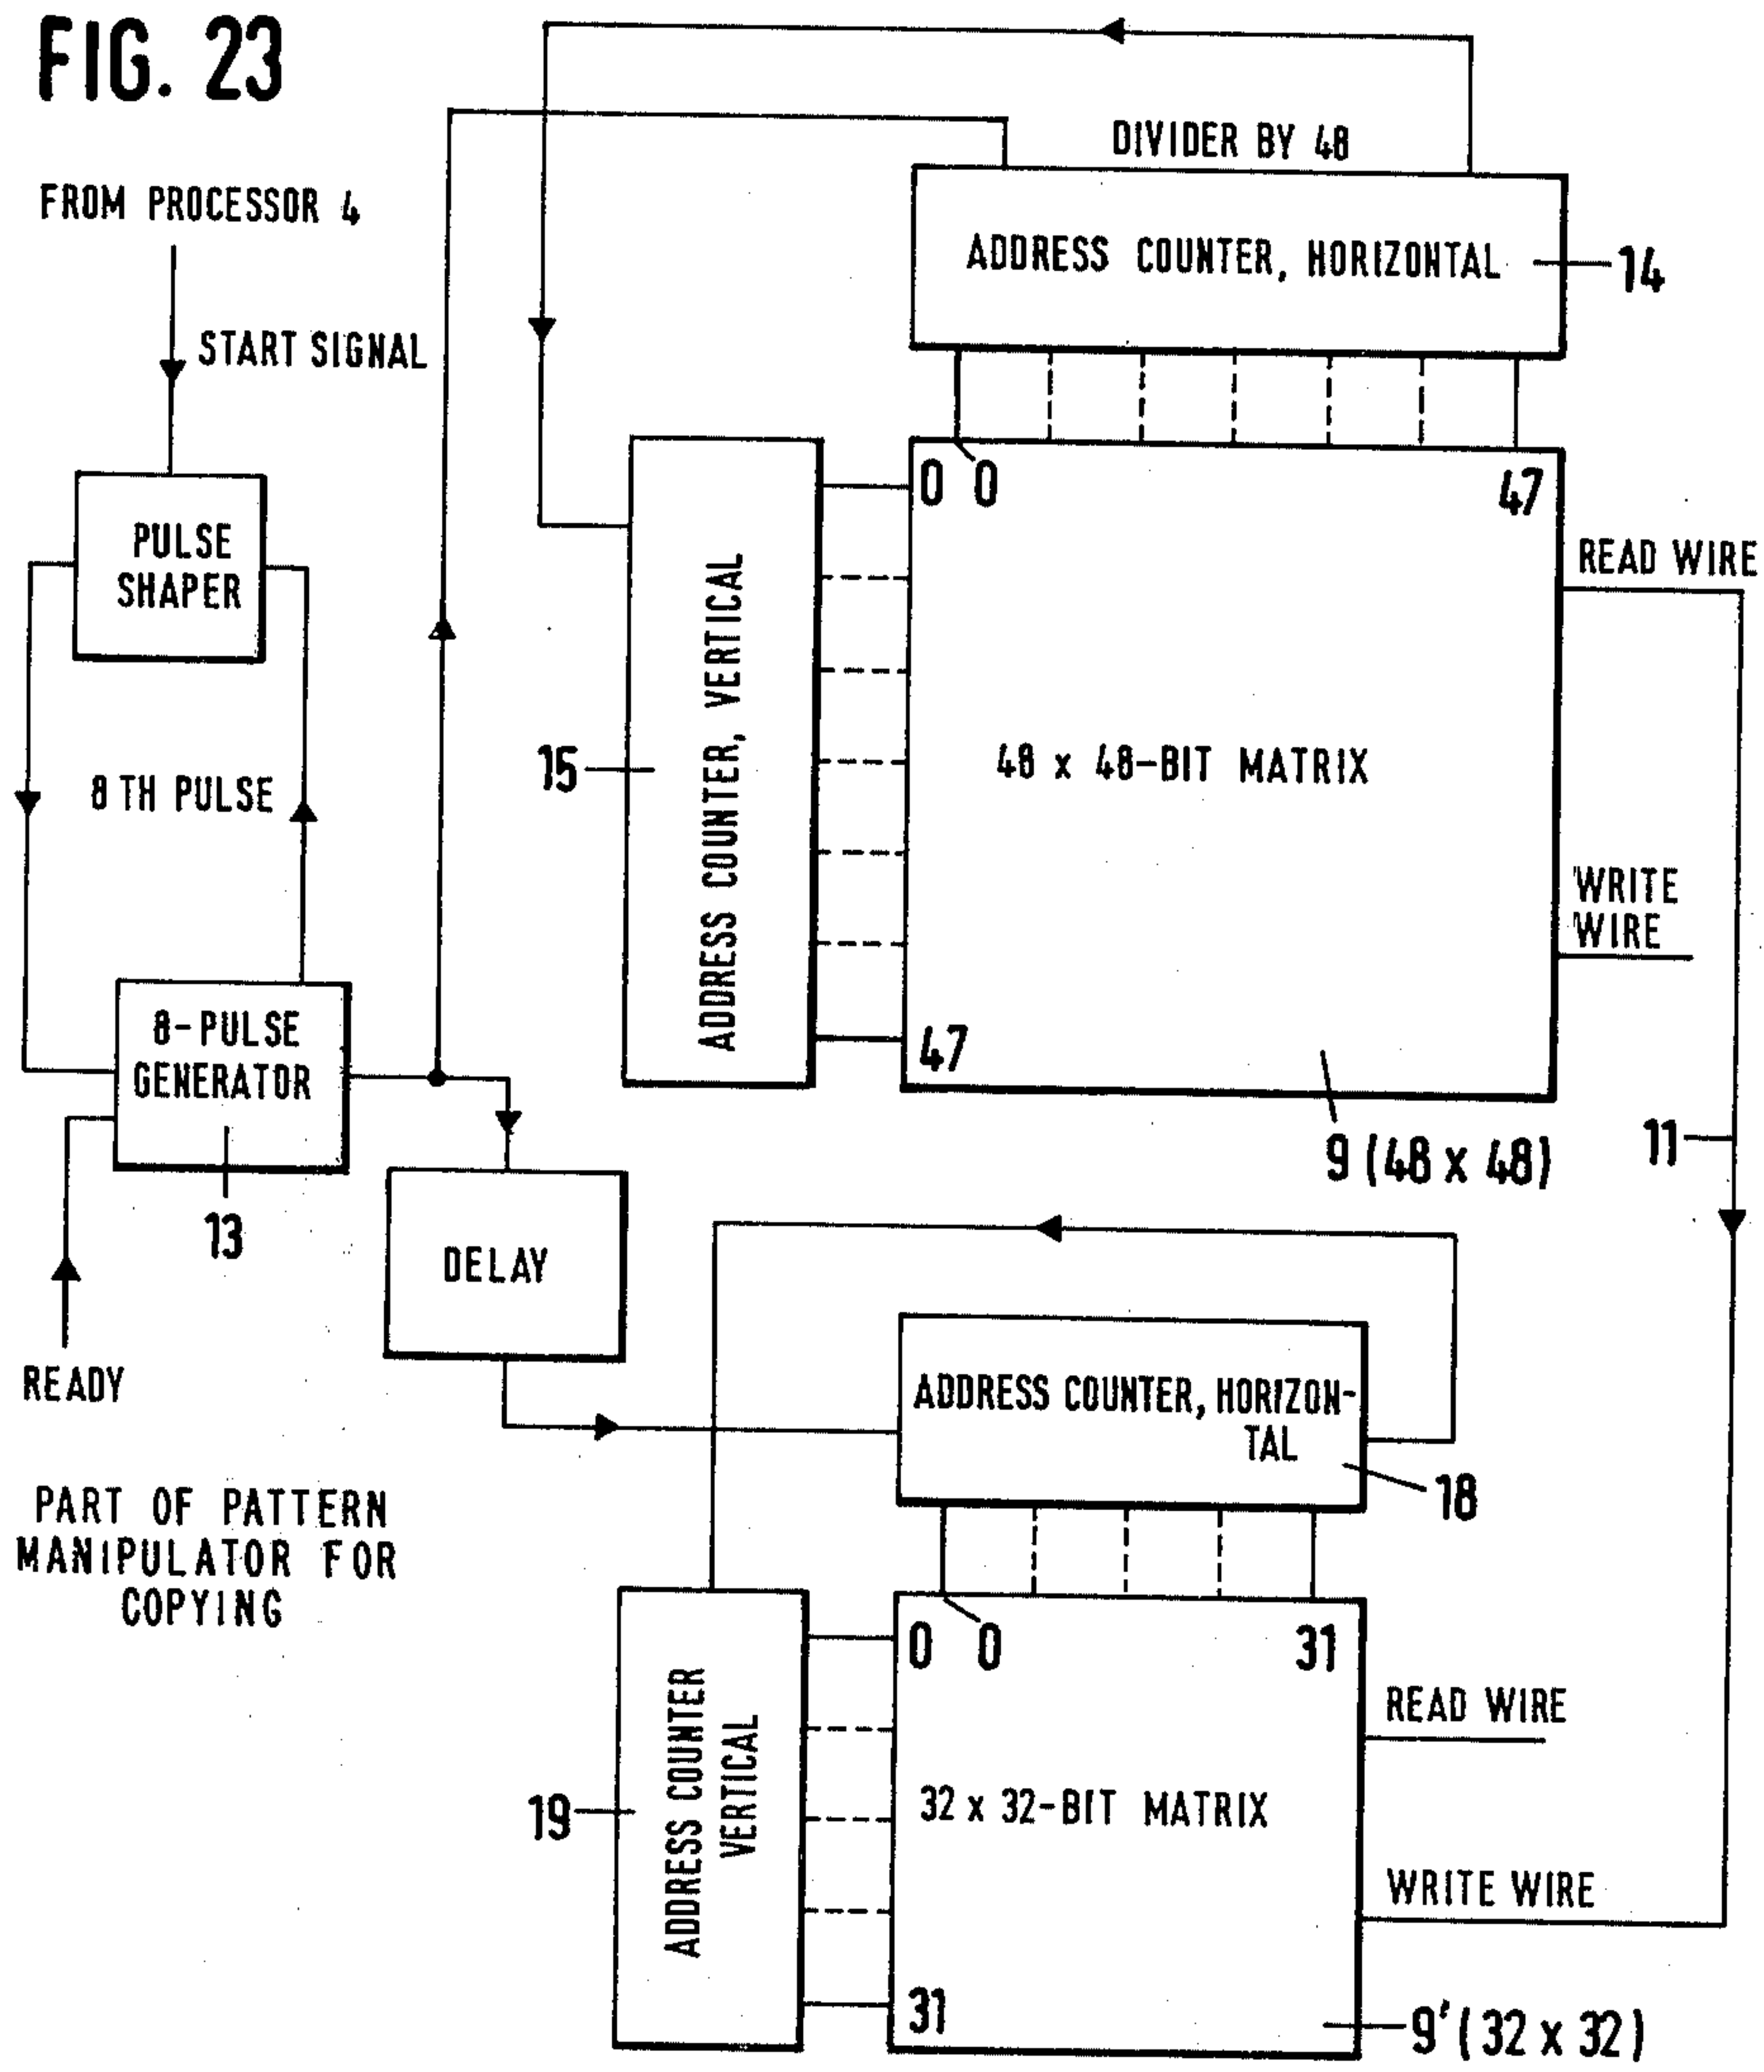 FIG. 23
DIVIDER BY 48
FROM PROCESSOR 4
ADDRESS COUNTER, HORIZONTAL
14
START SIGNAL
0 0 47
PULSE
SHAPER
READ WIRE
ADDRESS COUNTER, VERTICAL
15
48 x 48-BIT MATRIX
8 TH PULSE
WRITE
WIRE
8-PULSE
GENERATOR
47
13
9 (48 x 48)
11
DELAY
READY
ADDRESS COUNTER, HORIZON-
TAL
18
PART OF PATTERN
MANIPULATOR FOR
COPYING
0 0 31
READ WIRE
ADDRESS COUNTER
VERTICAL
19
32 x 32-BIT MATRIX
WRITE WIRE
31
9' (32 x 32)